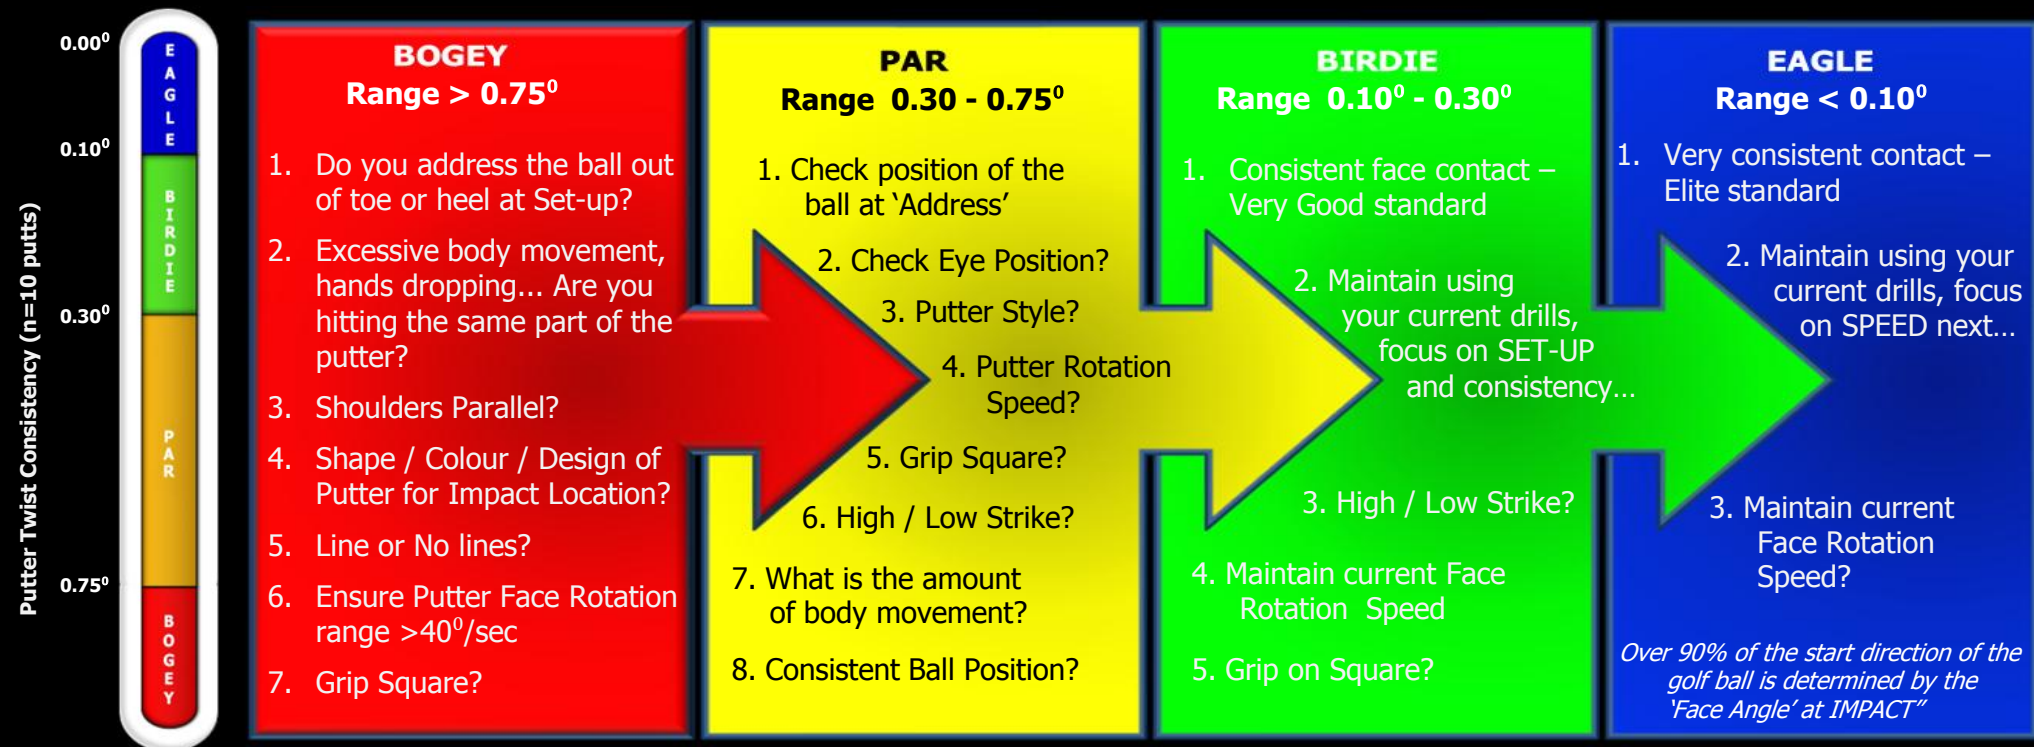 Putter Twist Consistency (n=10 putts)
0.00⁰
0.10⁰
0.30⁰
0.75⁰
EAGLE
BIRDIE
PAR
BOGEY
BOGEY
Range > 0.75⁰
1. Do you address the ball out
of toe or heel at Set-up?
2. Excessive body movement,
hands dropping... Are you
hitting the same part of the
putter?
3. Shoulders Parallel?
4. Shape / Colour / Design of
Putter for Impact Location?
5. Line or No lines?
6. Ensure Putter Face Rotation
range >40⁰/sec
7. Grip Square?
PAR
Range 0.30 - 0.75⁰
1. Check position of the
ball at ‘Address’
2. Check Eye Position?
3. Putter Style?
4. Putter Rotation
Speed?
5. Grip Square?
6. High / Low Strike?
7. What is the amount
of body movement?
8. Consistent Ball Position?
BIRDIE
Range 0.10⁰ - 0.30⁰
1. Consistent face contact –
Very Good standard
2. Maintain using
your current drills,
focus on SET-UP
and consistency…
3. High / Low Strike?
4. Maintain current Face
Rotation Speed
5. Grip on Square?
EAGLE
Range < 0.10⁰
1. Very consistent contact –
Elite standard
2. Maintain using your
current drills, focus
on SPEED next…
3. Maintain current
Face Rotation
Speed?
Over 90% of the start direction of the
golf ball is determined by the
‘Face Angle’ at IMPACT”